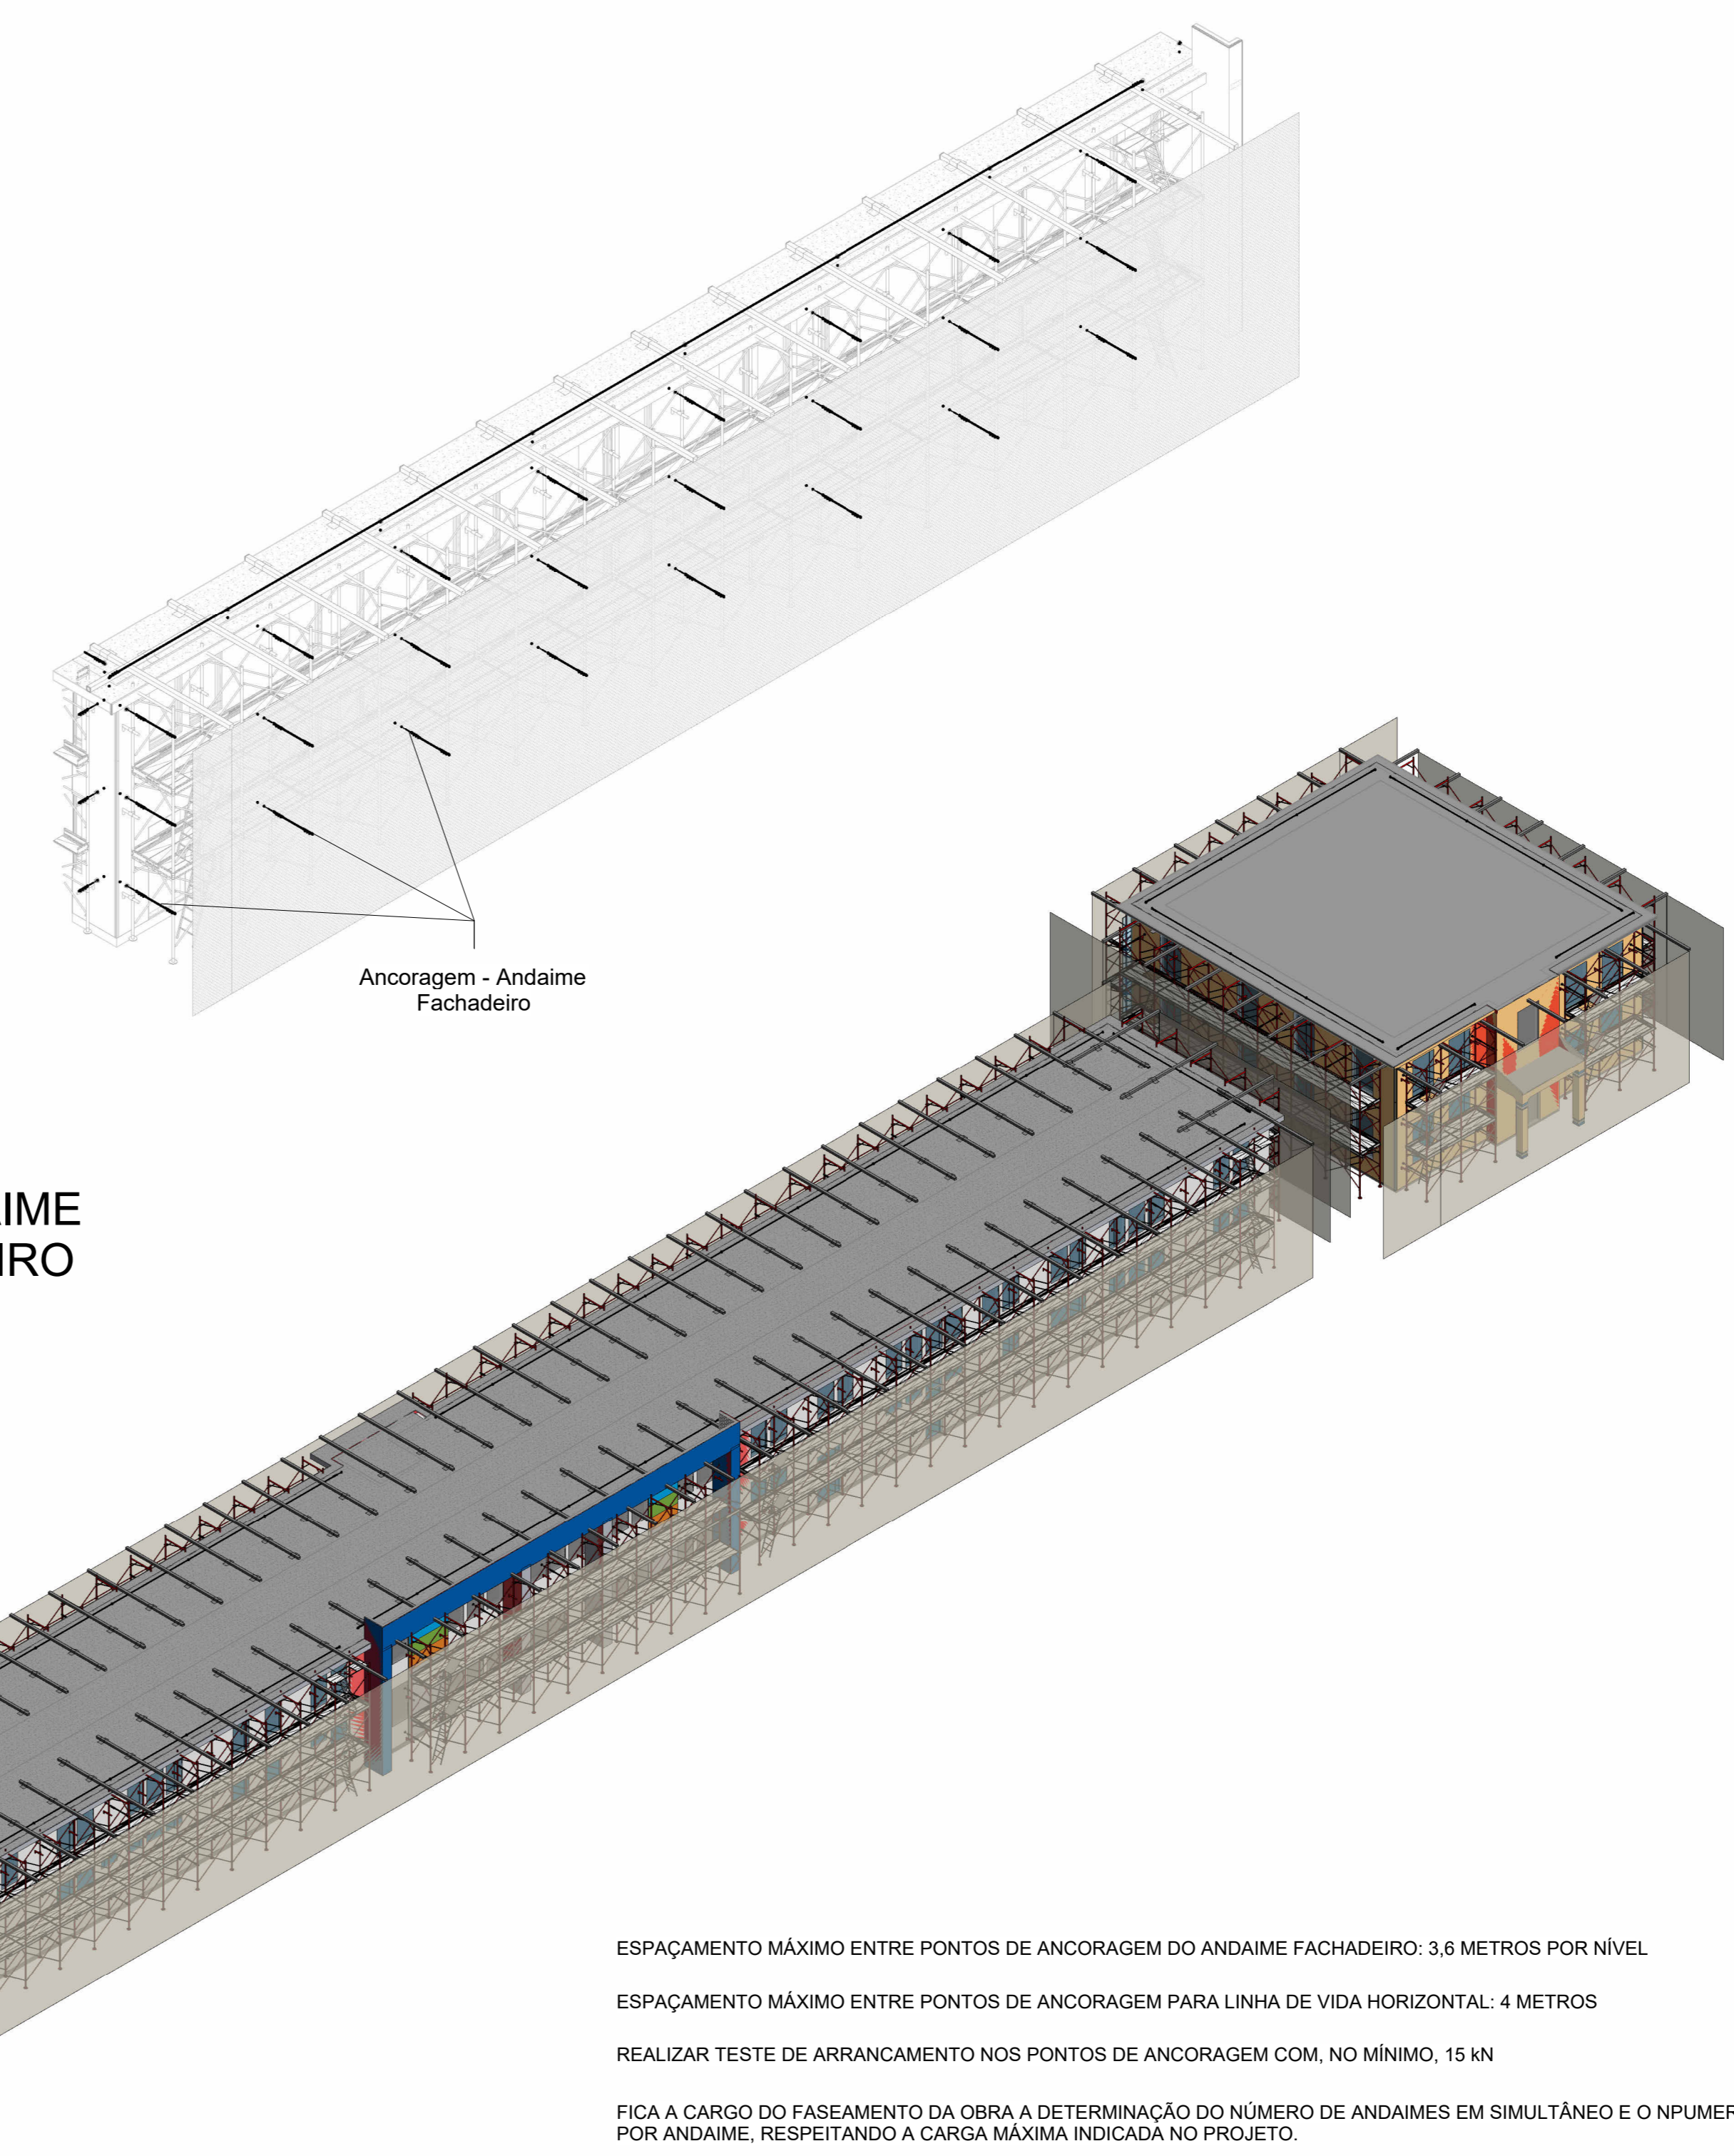 Ancoragem - Andaime
Fachadeiro
AIME
IRO
ESPAÇAMENTO MÁXIMO ENTRE PONTOS DE ANCORAGEM DO ANDAIME FACHADEIRO: 3,6 METROS POR NÍVEL
ESPAÇAMENTO MÁXIMO ENTRE PONTOS DE ANCORAGEM PARA LINHA DE VIDA HORIZONTAL: 4 METROS
REALIZAR TESTE DE ARRANCAMENTO NOS PONTOS DE ANCORAGEM COM, NO MÍNIMO, 15 kN
FICA A CARGO DO FASEAMENTO DA OBRA A DETERMINAÇÃO DO NÚMERO DE ANDAIMES EM SIMULTÂNEO E O NPUMER
POR ANDAIME, RESPEITANDO A CARGA MÁXIMA INDICADA NO PROJETO.